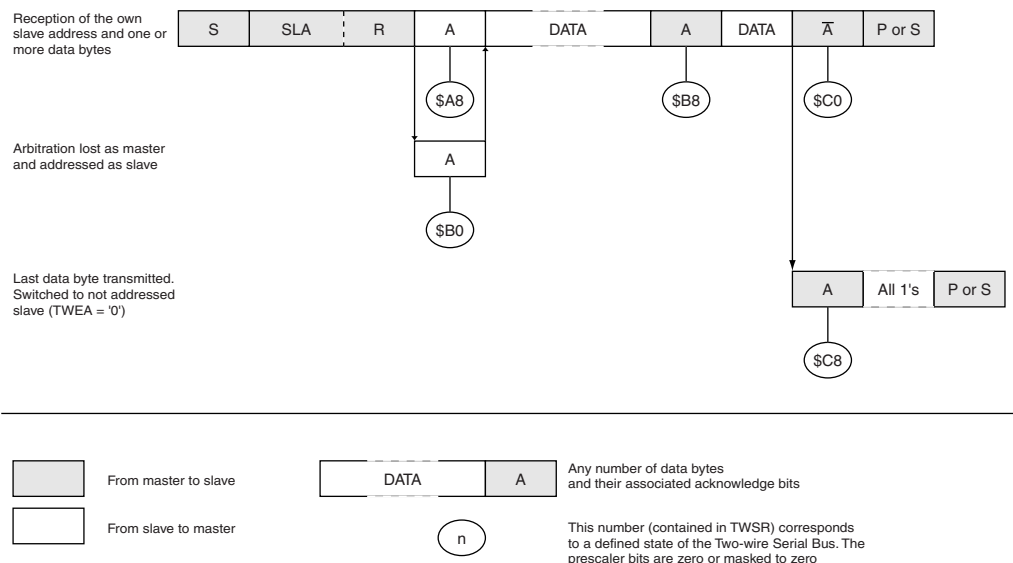 Reception of the own
slave address and one or
more data bytes
S SLA R A DATA A DATA A̅ P or S
$A8 $B8 $C0
Arbitration lost as master
and addressed as slave
A
$B0
Last data byte transmitted.
Switched to not addressed
slave (TWEA = '0')
A All 1's P or S
$C8
From master to slave
DATA A
Any number of data bytes
and their associated acknowledge bits
From slave to master
n
This number (contained in TWSR) corresponds
to a defined state of the Two-wire Serial Bus. The
prescaler bits are zero or masked to zero